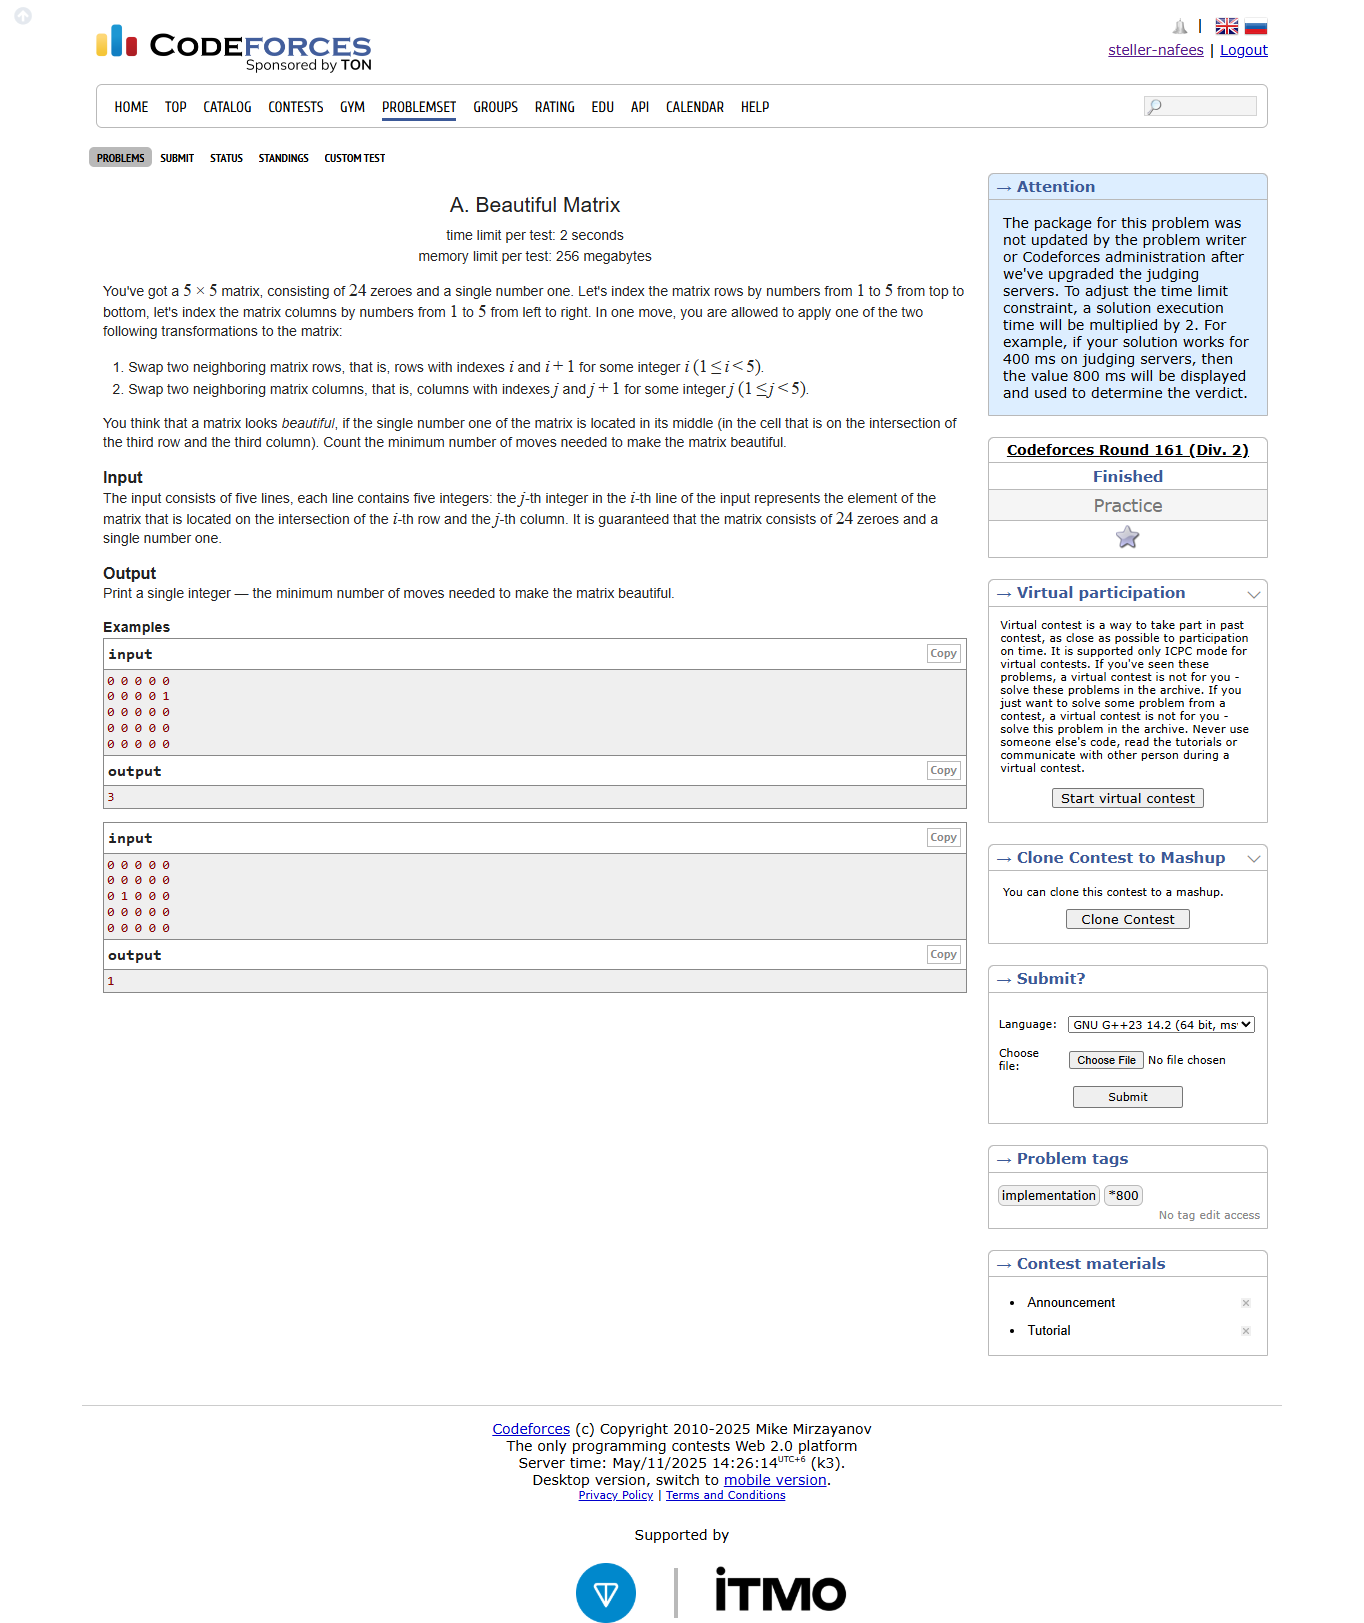 CODEFORCES
Sponsored by TON
|
steller-nafees | Logout
HOME TOP CATALOG CONTESTS GYM PROBLEMSET GROUPS RATING EDU API CALENDAR HELP
PROBLEMS SUBMIT STATUS STANDINGS CUSTOM TEST
A. Beautiful Matrix
time limit per test: 2 seconds
memory limit per test: 256 megabytes
You've got a 5 × 5 matrix, consisting of 24 zeroes and a single number one. Let's index the matrix rows by numbers from 1 to 5 from top to
bottom, let's index the matrix columns by numbers from 1 to 5 from left to right. In one move, you are allowed to apply one of the two
following transformations to the matrix:
1. Swap two neighboring matrix rows, that is, rows with indexes i and i + 1 for some integer i (1 ≤ i < 5).
2. Swap two neighboring matrix columns, that is, columns with indexes j and j + 1 for some integer j (1 ≤ j < 5).
You think that a matrix looks beautiful, if the single number one of the matrix is located in its middle (in the cell that is on the intersection of
the third row and the third column). Count the minimum number of moves needed to make the matrix beautiful.
Input
The input consists of five lines, each line contains five integers: the j-th integer in the i-th line of the input represents the element of the
matrix that is located on the intersection of the i-th row and the j-th column. It is guaranteed that the matrix consists of 24 zeroes and a
single number one.
Output
Print a single integer — the minimum number of moves needed to make the matrix beautiful.
Examples
input Copy
0 0 0 0 0
0 0 0 0 1
0 0 0 0 0
0 0 0 0 0
0 0 0 0 0
output Copy
3
input Copy
0 0 0 0 0
0 0 0 0 0
0 1 0 0 0
0 0 0 0 0
0 0 0 0 0
output Copy
1
→ Attention
The package for this problem was
not updated by the problem writer
or Codeforces administration after
we've upgraded the judging
servers. To adjust the time limit
constraint, a solution execution
time will be multiplied by 2. For
example, if your solution works for
400 ms on judging servers, then
the value 800 ms will be displayed
and used to determine the verdict.
Codeforces Round 161 (Div. 2)
Finished
Practice
→ Virtual participation
Virtual contest is a way to take part in past
contest, as close as possible to participation
on time. It is supported only ICPC mode for
virtual contests. If you've seen these
problems, a virtual contest is not for you -
solve these problems in the archive. If you
just want to solve some problem from a
contest, a virtual contest is not for you -
solve this problem in the archive. Never use
someone else's code, read the tutorials or
communicate with other person during a
virtual contest.
Start virtual contest
→ Clone Contest to Mashup
You can clone this contest to a mashup.
Clone Contest
→ Submit?
Language: GNU G++23 14.2 (64 bit, ms
Choose
file: Choose File No file chosen
Submit
→ Problem tags
implementation *800
No tag edit access
→ Contest materials
• Announcement
• Tutorial
Codeforces (c) Copyright 2010-2025 Mike Mirzayanov
The only programming contests Web 2.0 platform
Server time: May/11/2025 14:26:14 UTC+6 (k3).
Desktop version, switch to mobile version.
Privacy Policy | Terms and Conditions
Supported by
iTMO